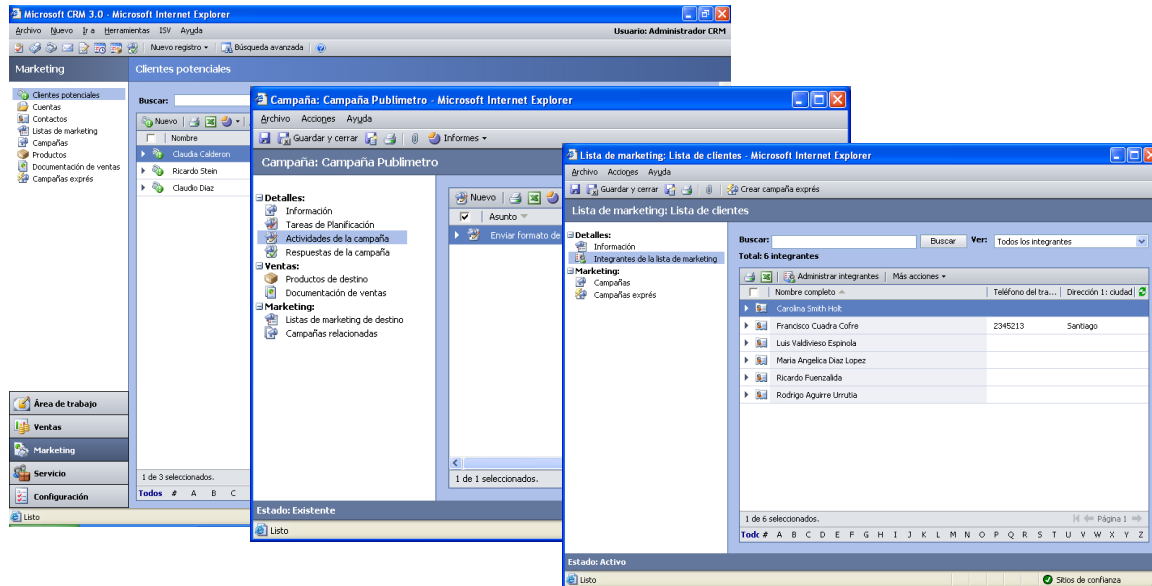 Microsoft CRM 3.0 - Microsoft Internet Explorer
Archivo Nuevo Ir a Herramientas ISV Ayuda
Usuario: Administrador CRM
Nuevo registro
Búsqueda avanzada
Marketing
Clientes potenciales
Clientes potenciales
Cuentas
Contactos
Listas de marketing
Campañas
Productos
Documentación de ventas
Campañas exprés
Buscar:
Nuevo
Nombre
Claudia Calderon
Ricardo Stein
Claudio Diaz
Área de trabajo
Ventas
Marketing
Servicio
Configuración
1 de 3 seleccionados.
Todos # A B C
Listo
Campaña: Campaña Publimetro - Microsoft Internet Explorer
Archivo Acciones Ayuda
Guardar y cerrar
Informes
Campaña: Campaña Publimetro
Detalles:
Información
Tareas de Planificación
Actividades de la campaña
Respuestas de la campaña
Ventas:
Productos de destino
Documentación de ventas
Marketing:
Listas de marketing de destino
Campañas relacionadas
Nuevo
Asunto
Enviar formato de
1 de 1 seleccionados.
Estado: Existente
Listo
Lista de marketing: Lista de clientes - Microsoft Internet Explorer
Archivo Acciones Ayuda
Guardar y cerrar
Crear campaña exprés
Lista de marketing: Lista de clientes
Detalles:
Información
Integrantes de la lista de marketing
Marketing:
Campañas
Campañas exprés
Buscar:
Buscar
Ver: Todos los integrantes
Total: 6 integrantes
Administrar integrantes
Más acciones
Nombre completo
Teléfono del tra...
Dirección 1: ciudad
Carolina Smith Holt
Francisco Cuadra Cofre 2345213 Santiago
Luis Valdivieso Espinola
Maria Angelica Diaz Lopez
Ricardo Fuenzalida
Rodrigo Aguirre Urrutia
1 de 6 seleccionados.
Página 1
Todc # A B C D E F G H I J K L M N O P Q R S T U V W X Y Z
Estado: Activo
Listo
Sitios de confianza